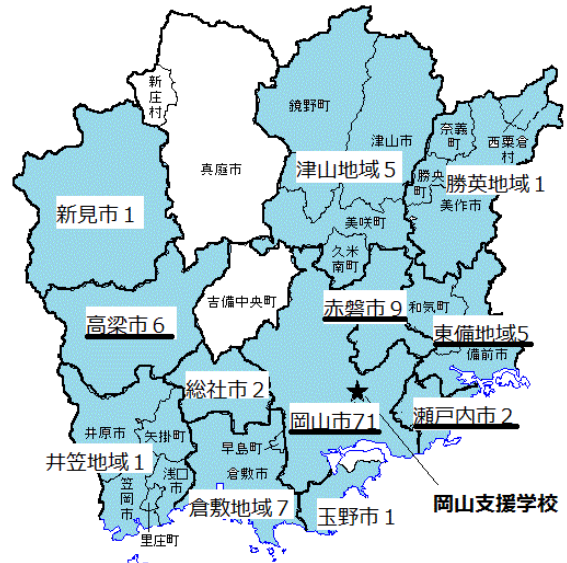 新庄村
鏡野町
津山市
奈義町
西粟倉村
真庭市
津山地域5
勝央町
勝英地域1
美作市
新見市1
美咲町
久米南町
吉備中央町
赤磐市9
和気町
高梁市6
東備地域5
備前市
総社市2
岡山市71
瀬戸内市2
井原市
矢掛町
早島町
井笠地域1
浅口市
倉敷市
笠岡市
倉敷地域7
玉野市1
岡山支援学校
里庄町